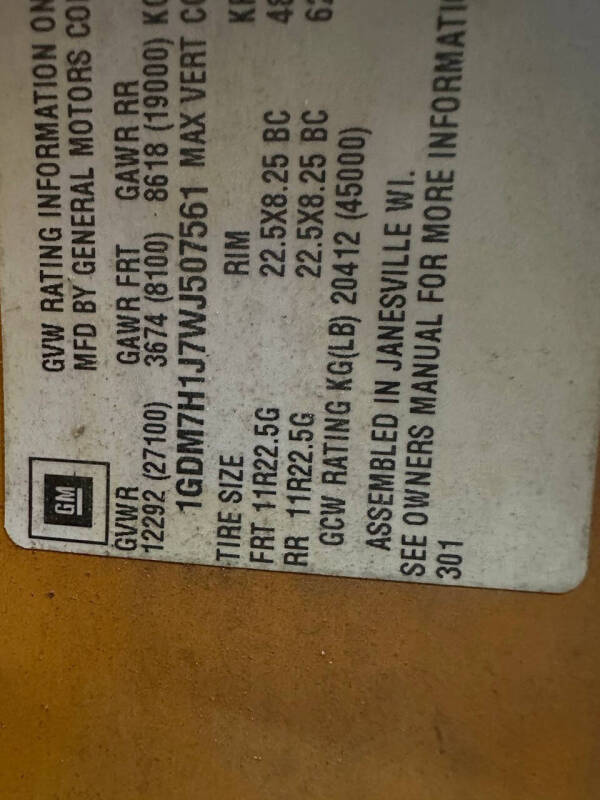 GM
GVW RATING INFORMATION ON
MFD BY GENERAL MOTORS
GVWR GAWR FRT GAWR RR
12292 (27100) 3674 (8100) 8618 (19000)
1GDM7H1J7WJ507561 MAX VERT
TIRE SIZE RIM
FRT 11R22.5G 22.5X8.25 BC
RR 11R22.5G 22.5X8.25 BC
GCW RATING KG(LB) 20412 (45000)
ASSEMBLED IN JANESVILLE WI.
SEE OWNERS MANUAL FOR MORE
301